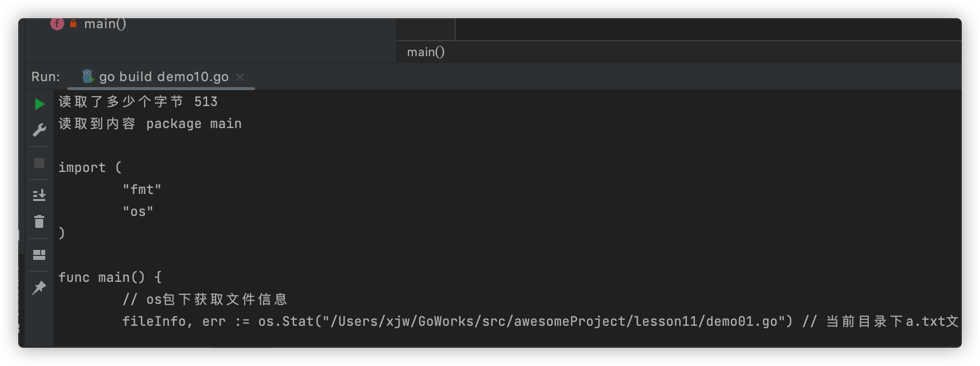 main()
main()
Run: go build demo10.go
读取了多少个字节 513
读取到内容 package main
import (
"fmt"
"os"
)
func main() {
// os包下获取文件信息
fileInfo, err := os.Stat("/Users/xjw/GoWorks/src/awesomeProject/lesson11/demo01.go") // 当前目录下a.txt文